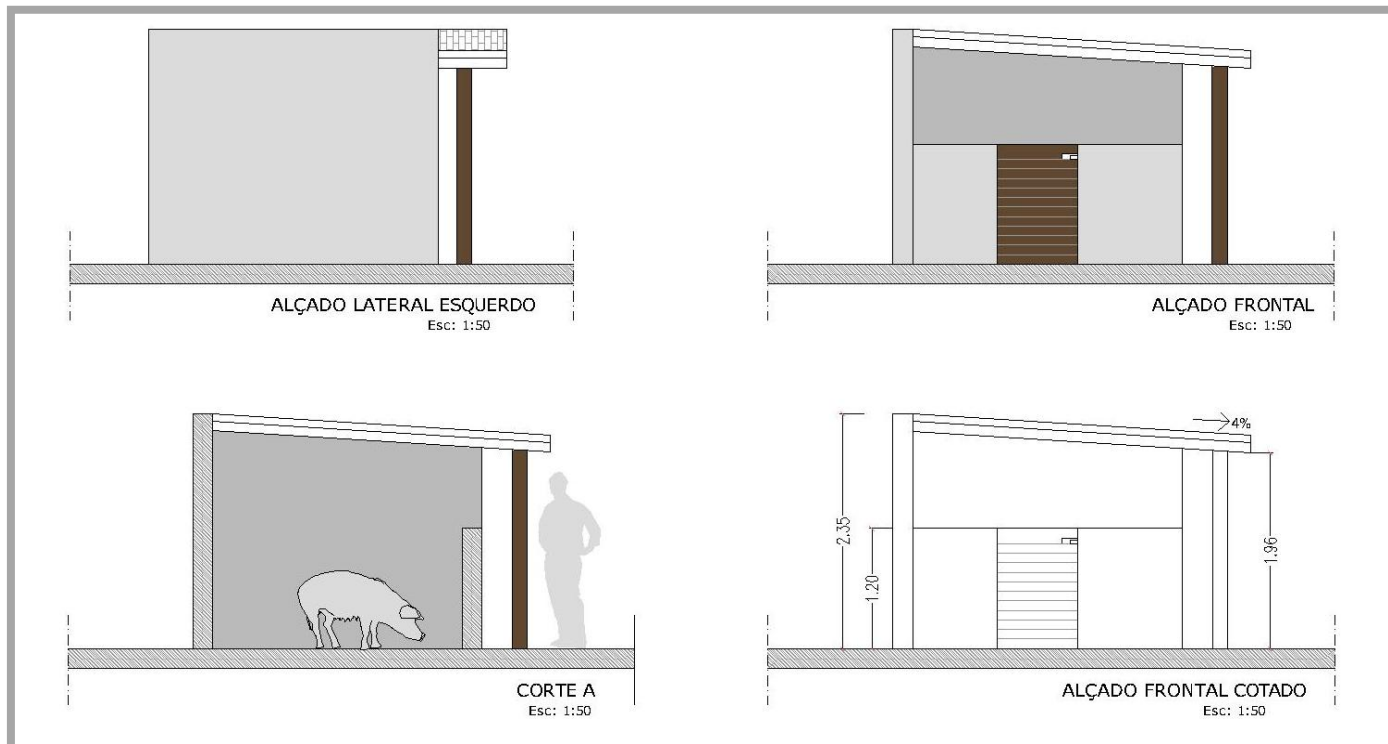 ALÇADO LATERAL ESQUERDO
Esc: 1:50
ALÇADO FRONTAL
Esc: 1:50
4%
2.35
1.20
1.96
CORTE A
Esc: 1:50
ALÇADO FRONTAL COTADO
Esc: 1:50